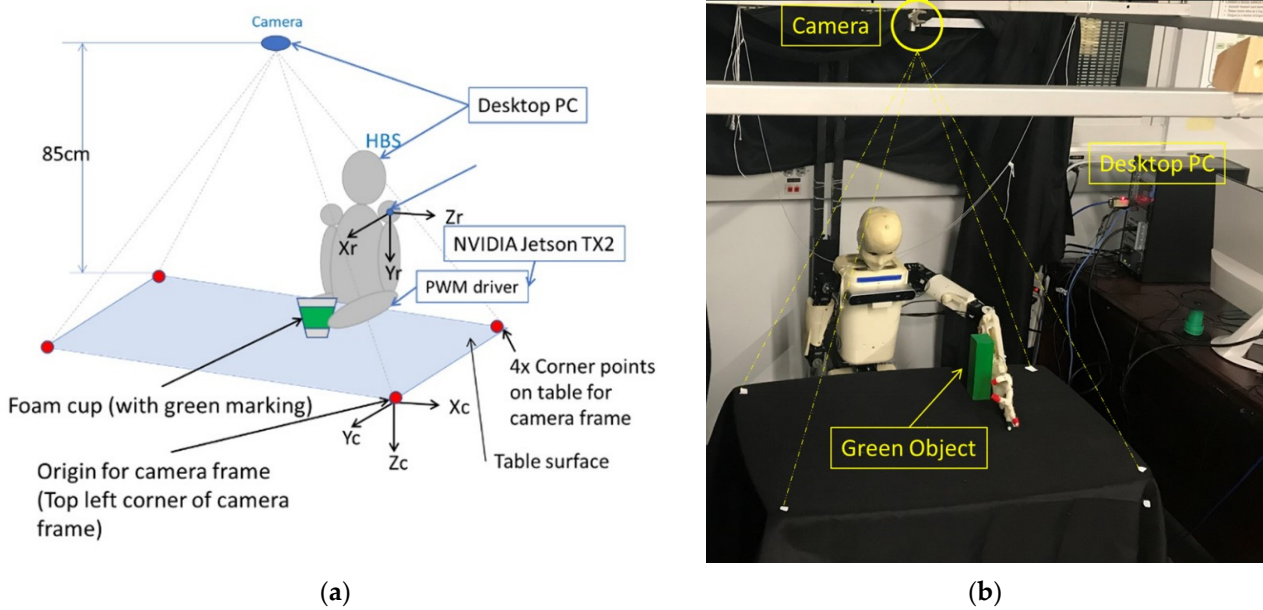 Camera
Desktop PC
HBS
85cm
Zr
Xr
NVIDIA Jetson TX2
Yr
PWM driver
4x Corner points
on table for
camera frame
Foam cup (with green marking)
Xc
Yc
Zc
Table surface
Origin for camera frame
(Top left corner of camera
frame)
(a)
Camera
Desktop PC
Green Object
(b)